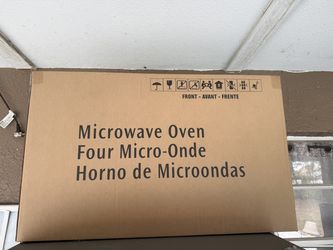 FRONT - AVANT - FRENTE
Microwave Oven
Four Micro-Onde
Horno de Microondas